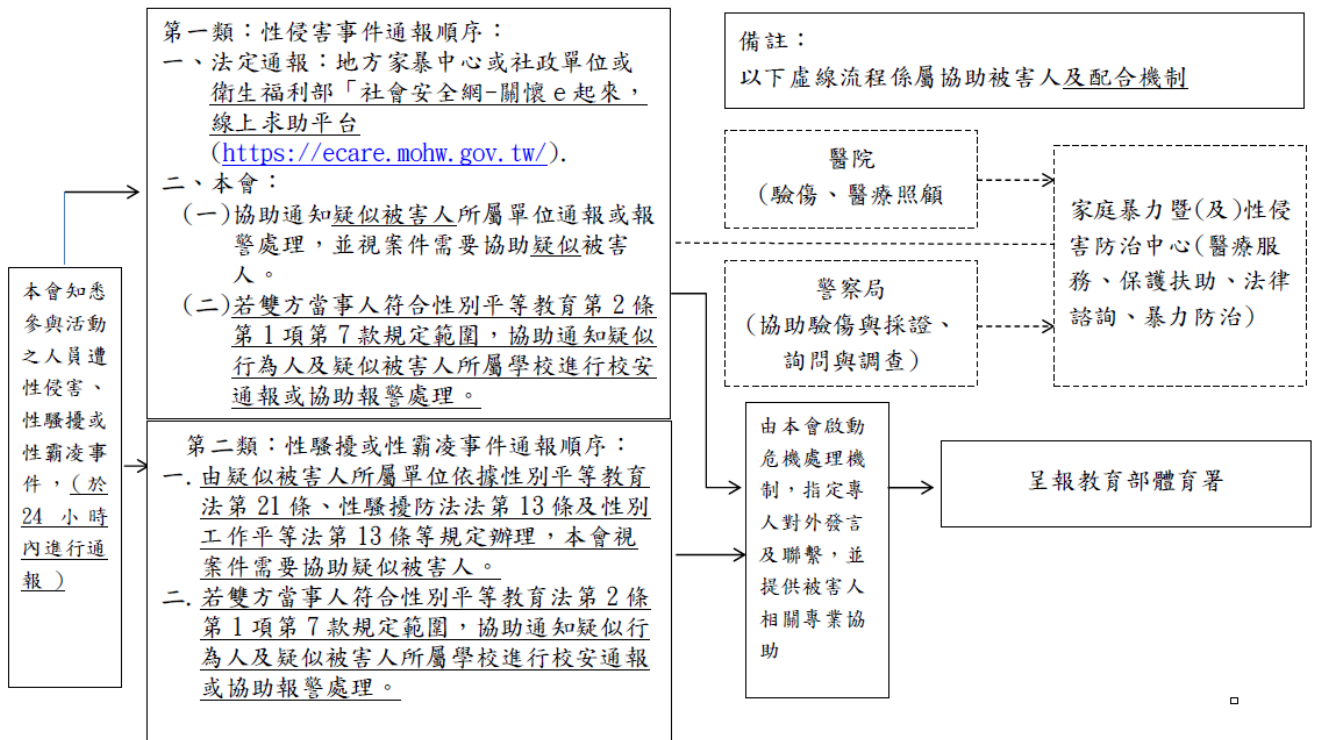 本會知悉
參與活動
之人員遭
性侵害、
性騷擾或
性霸凌事
件，(於
24 小時
內進行通
報 )
第一類：性侵害事件通報順序：
一、法定通報：地方家暴中心或社政單位或
衛生福利部「社會安全網-關懷 e 起來，
線上求助平台
(https://ecare.mohw.gov.tw/).
二、本會：
(一)協助通知疑似被害人所屬單位通報或報
警處理，並視案件需要協助疑似被害
人。
(二)若雙方當事人符合性別平等教育第 2 條
第 1 項第 7 款規定範圍，協助通知疑似
行為人及疑似被害人所屬學校進行校安
通報或協助報警處理。
第二類：性騷擾或性霸凌事件通報順序：
一. 由疑似被害人所屬單位依據性別平等教育
法第 21 條、性騷擾防法法第 13 條及性別
工作平等法第 13 條等規定辦理，本會視
案件需要協助疑似被害人。
二. 若雙方當事人符合性別平等教育法第 2 條
第 1 項第 7 款規定範圍，協助通知疑似行
為人及疑似被害人所屬學校進行校安通報
或協助報警處理。
備註：
以下虛線流程係屬協助被害人及配合機制
醫院
(驗傷、醫療照顧
警察局
(協助驗傷與採證、
詢問與調查)
家庭暴力暨(及)性侵
害防治中心(醫療服
務、保護扶助、法律
諮詢、暴力防治)
由本會啟動
危機處理機
制，指定專
人對外發言
及聯繫，並
提供被害人
相關專業協
助
呈報教育部體育署